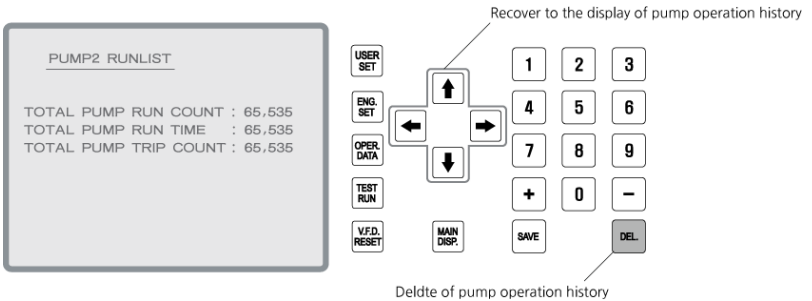 Recover to the display of pump operation history
PUMP2 RUNLIST
TOTAL PUMP RUN COUNT : 65,535
TOTAL PUMP RUN TIME : 65,535
TOTAL PUMP TRIP COUNT : 65,535
USER
SET
ENG.
SET
OPER.
DATA
TEST
RUN
V.F.D.
RESET
MAIN
DISP.
1 2 3
4 5 6
7 8 9
+ 0 −
SAVE DEL.
Deldte of pump operation history